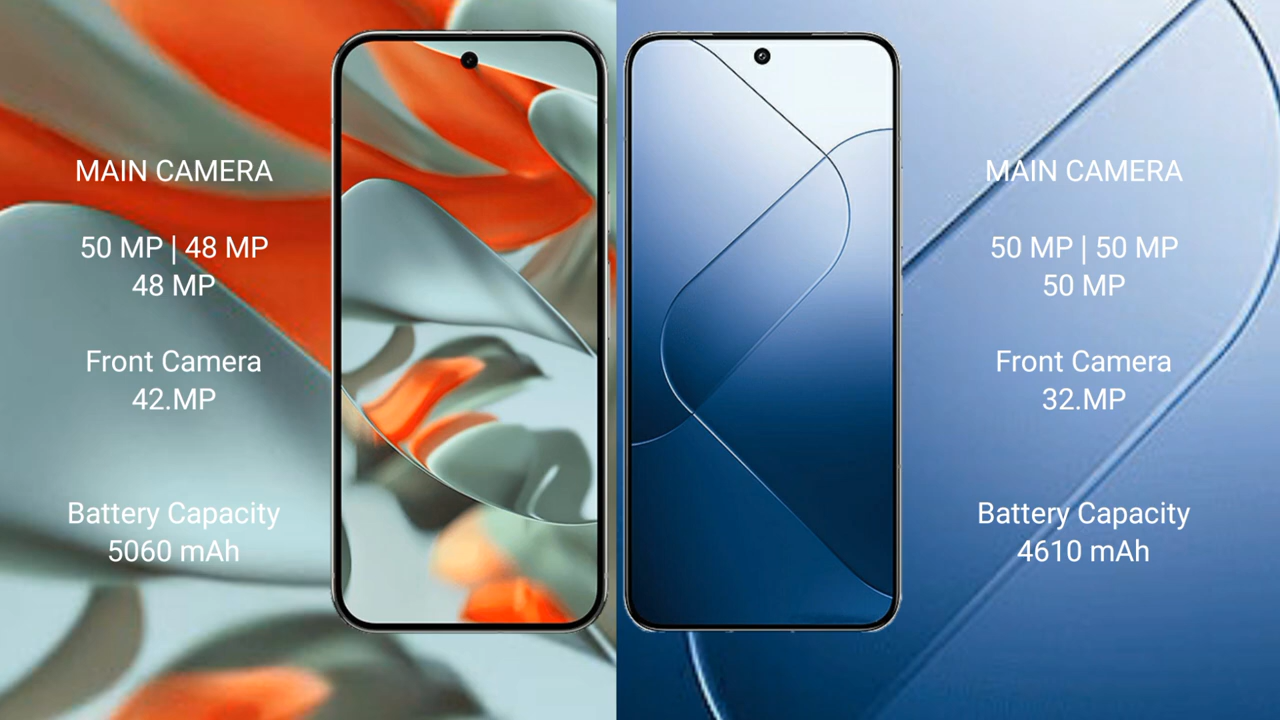 MAIN CAMERA
50 MP | 48 MP
48 MP
Front Camera
42.MP
Battery Capacity
5060 mAh
MAIN CAMERA
50 MP | 50 MP
50 MP
Front Camera
32.MP
Battery Capacity
4610 mAh